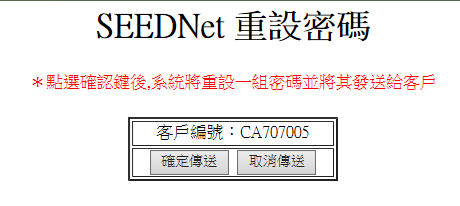 SEEDNet 重設密碼
＊點選確認鍵後,系統將重設一組密碼並將其發送給客戶
客戶編號：CA707005
確定傳送 取消傳送